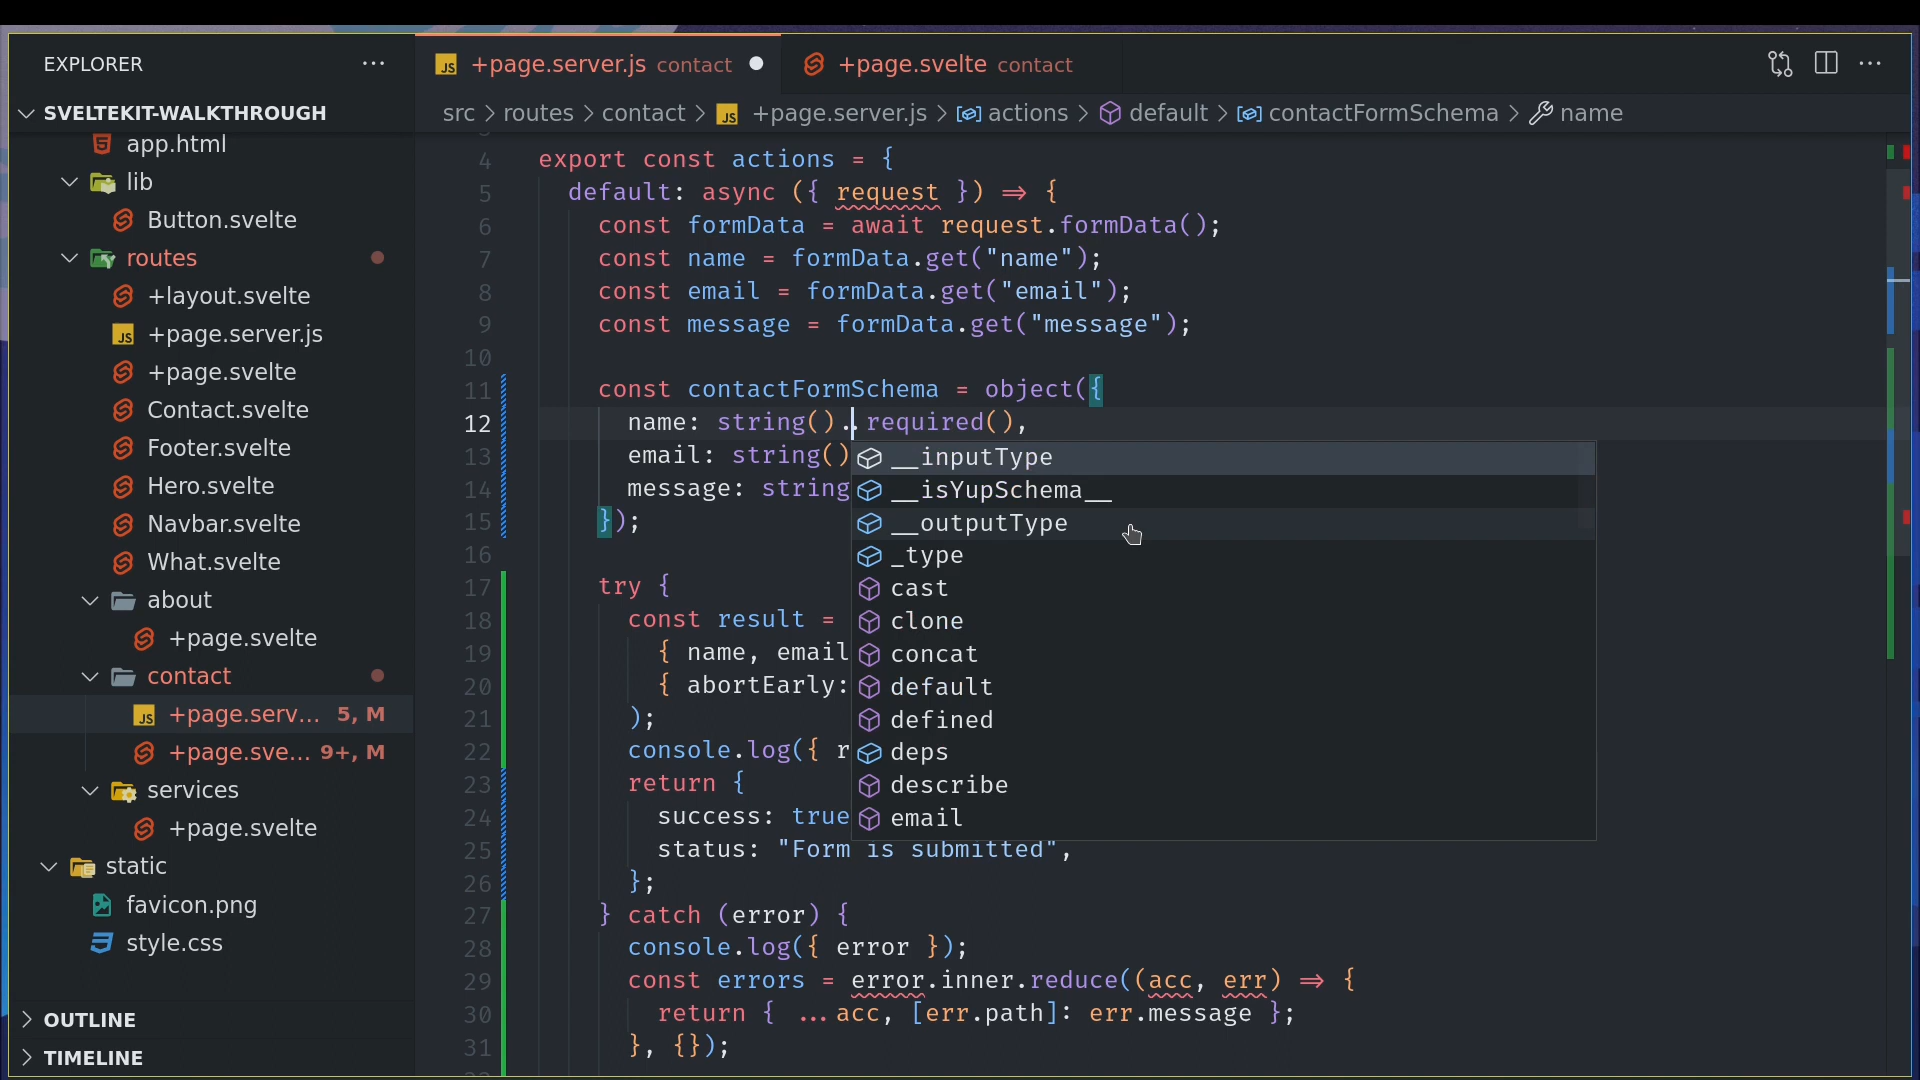 EXPLORER
SVELTEKIT-WALKTHROUGH
app.html
lib
Button.svelte
routes
+layout.svelte
JS +page.server.js
+page.svelte
Contact.svelte
Footer.svelte
Hero.svelte
Navbar.svelte
What.svelte
about
+page.svelte
contact
JS +page.serv... 5, M
+page.sve... 9+, M
services
+page.svelte
static
favicon.png
style.css
OUTLINE
TIMELINE
JS +page.server.js contact
+page.svelte contact
src > routes > contact > JS +page.server.js > actions > default > contactFormSchema > name
4 export const actions = {
5 default: async ({ request }) => {
6 const formData = await request.formData();
7 const name = formData.get("name");
8 const email = formData.get("email");
9 const message = formData.get("message");
10
11 const contactFormSchema = object({
12 name: string()..required(),
13 email: string()
14 message: string
15 });
16
17 try {
18 const result =
19 { name, email
20 { abortEarly:
21 );
22 console.log({ r
23 return {
24 success: true
25 status: "Form is submitted",
26 };
27 } catch (error) {
28 console.log({ error });
29 const errors = error.inner.reduce((acc, err) => {
30 return { ...acc, [err.path]: err.message };
31 }, {});
__inputType
__isYupSchema__
__outputType
_type
cast
clone
concat
default
defined
deps
describe
email